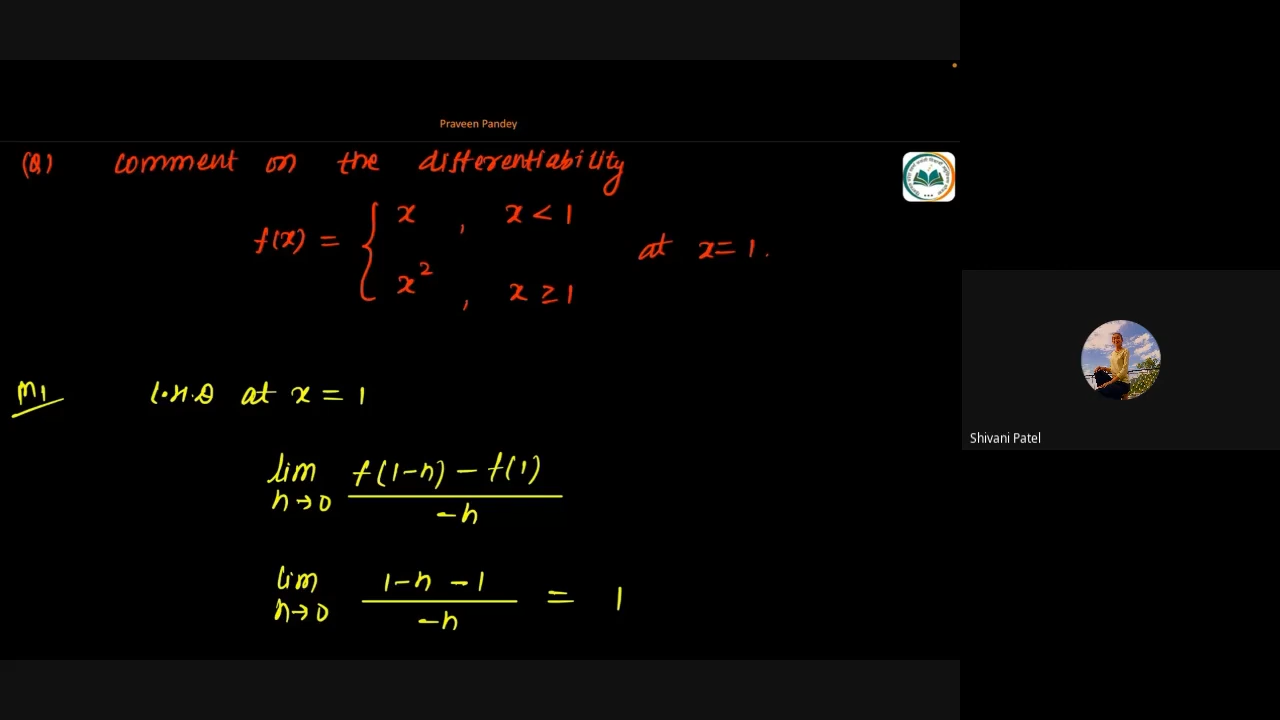 Praveen Pandey
(Q) comment on the differentiability
f(x) = { x , x < 1
x² , x ≥ 1
at x = 1.
M1 L.H.D at x = 1
lim h→0 f(1-h) - f(1) / -h
lim h→0 1-h-1 / -h = 1
Shivani Patel